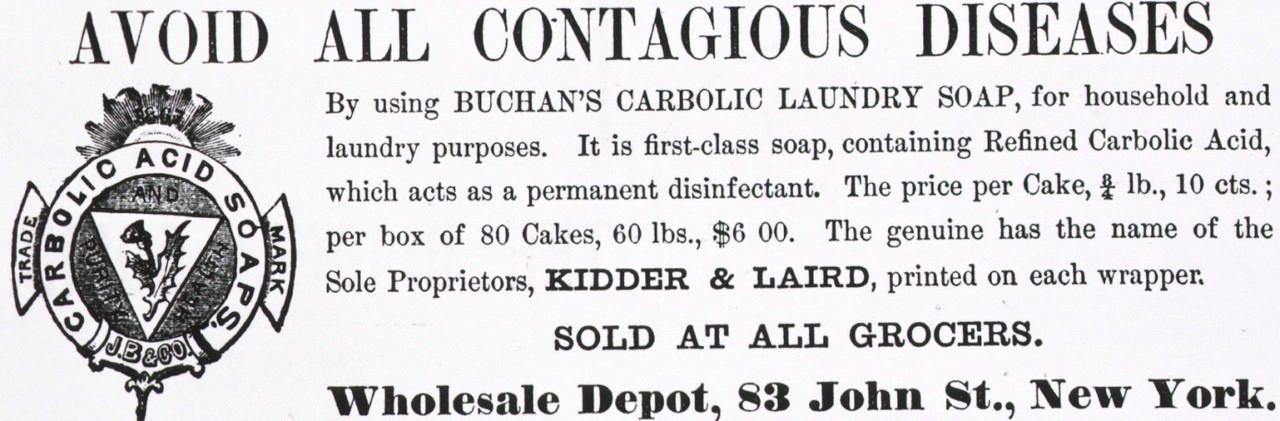 AVOID ALL CONTAGIOUS DISEASES
By using BUCHAN'S CARBOLIC LAUNDRY SOAP, for household and
laundry purposes. It is first-class soap, containing Refined Carbolic Acid,
which acts as a permanent disinfectant. The price per Cake, ¾ lb., 10 cts.;
per box of 80 Cakes, 60 lbs., $6 00. The genuine has the name of the
Sole Proprietors, KIDDER & LAIRD, printed on each wrapper.
SOLD AT ALL GROCERS.
Wholesale Depot, 83 John St., New York.
CARBOLIC ACID SOAPS.
AND
PURITY
TRADE
MARK
J.B & CO.